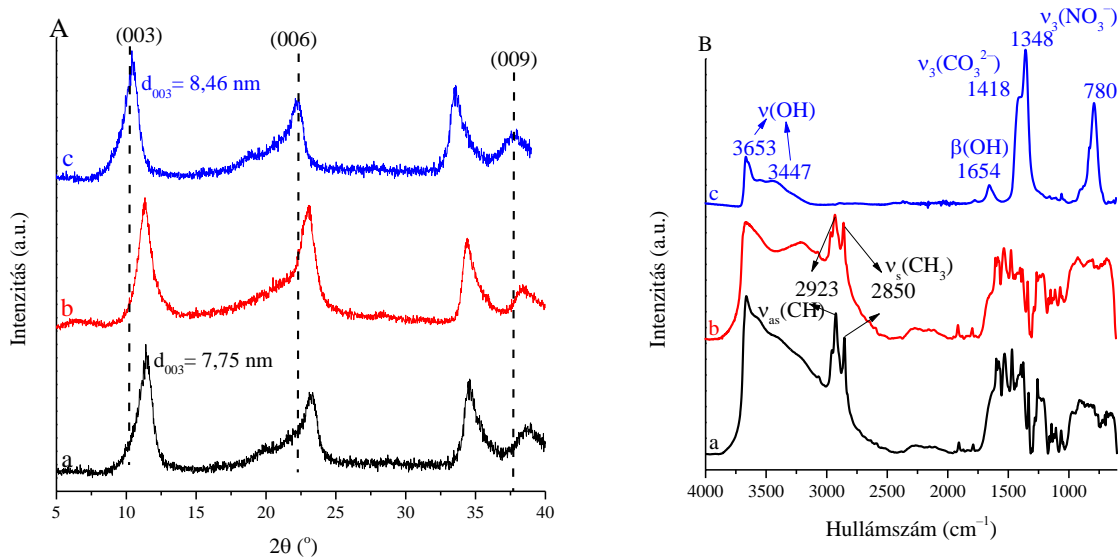 A
(003)
(006)
(009)
d003= 8,46 nm
c
b
d003= 7,75 nm
a
Intenzitás (a.u.)
5 10 15 20 25 30 35 40
2θ (°)
B
ν3(NO3⁻)
1348
ν3(CO3²⁻)
1418
780
ν(OH)
3653
3447
β(OH)
1654
c
νs(CH3)
2923
2850
νas(CH)
b
a
Intenzitás (a.u.)
4000 3500 3000 2500 2000 1500 1000
Hullámszám (cm⁻¹)